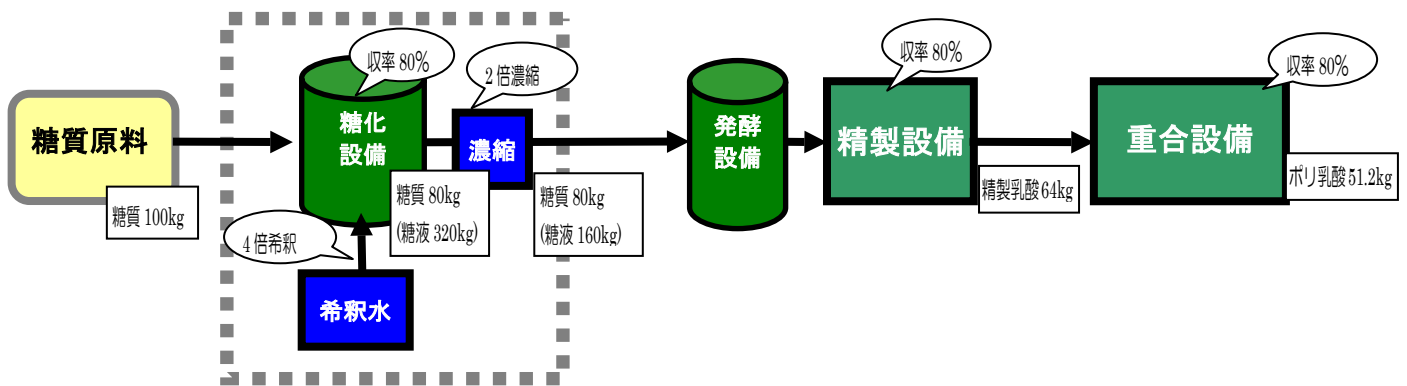 糖質原料
糖質 100kg
収率 80%
糖化
設備
2 倍濃縮
濃縮
糖質 80kg
(糖液 320kg)
4 倍希釈
希釈水
糖質 80kg
(糖液 160kg)
発酵
設備
収率 80%
精製設備
精製乳酸 64kg
収率 80%
重合設備
ポリ乳酸 51.2kg